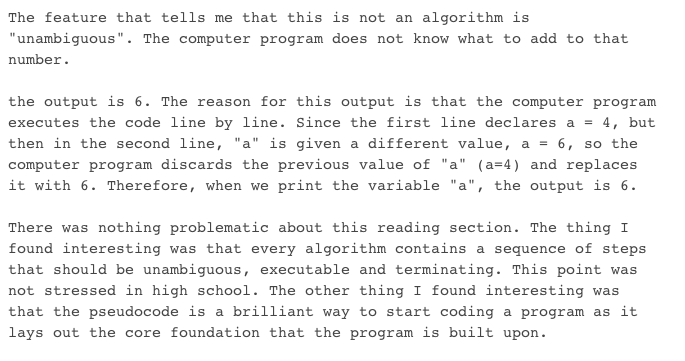 The feature that tells me that this is not an algorithm is
"unambiguous". The computer program does not know what to add to that
number.
the output is 6. The reason for this output is that the computer program
executes the code line by line. Since the first line declares a = 4, but
then in the second line, "a" is given a different value, a = 6, so the
computer program discards the previous value of "a" (a=4) and replaces
it with 6. Therefore, when we print the variable "a", the output is 6.
There was nothing problematic about this reading section. The thing I
found interesting was that every algorithm contains a sequence of steps
that should be unambiguous, executable and terminating. This point was
not stressed in high school. The other thing I found interesting was
that the pseudocode is a brilliant way to start coding a program as it
lays out the core foundation that the program is built upon.